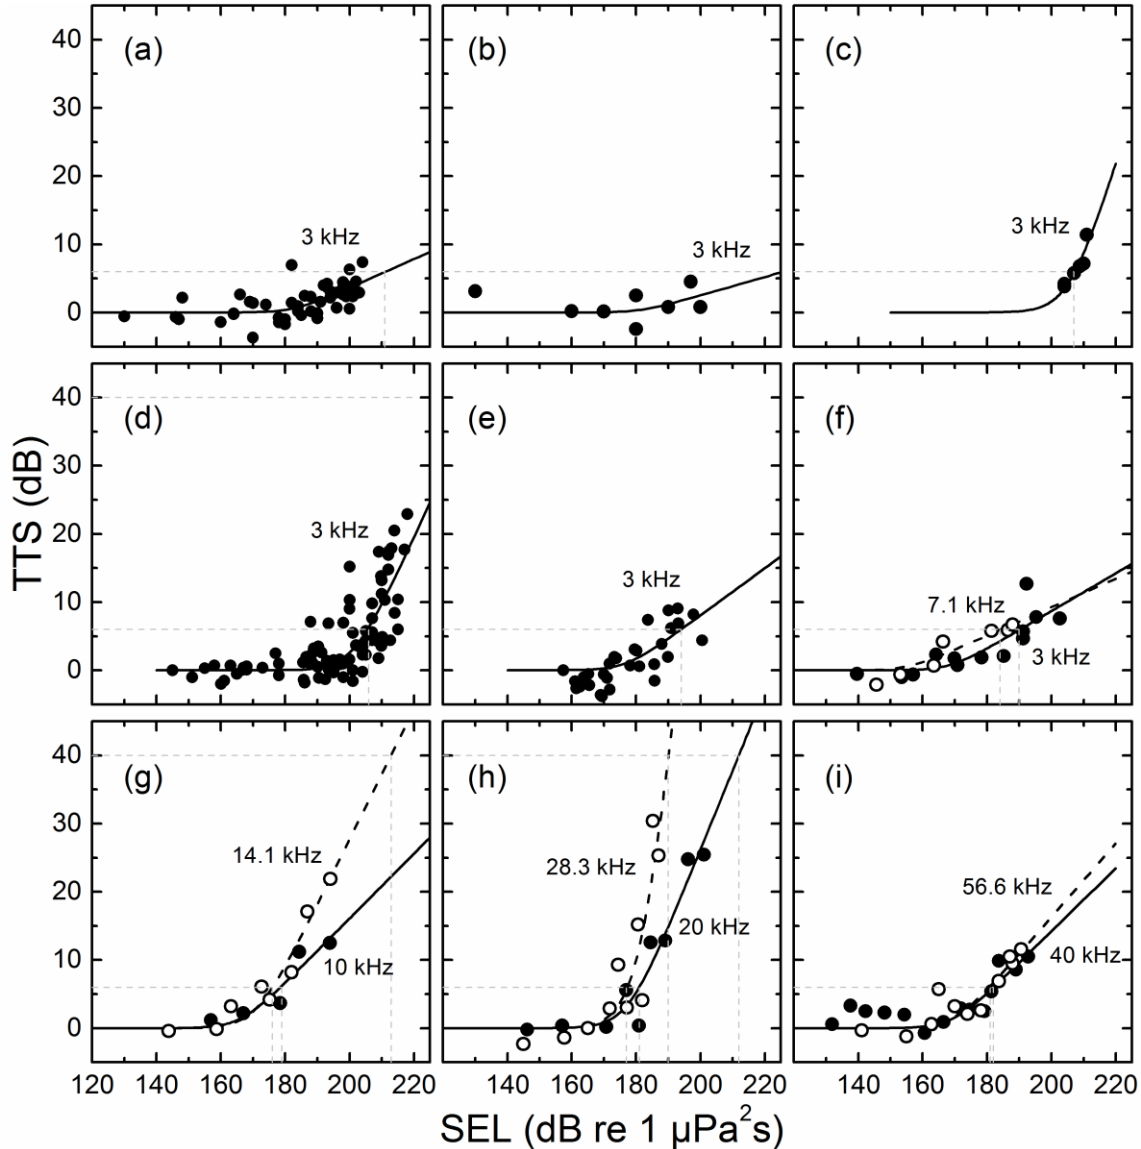 40
30
20
10
0
(a)
3 kHz
(b)
3 kHz
(c)
3 kHz
TTS (dB)
40
30
20
10
0
(d)
3 kHz
(e)
3 kHz
(f)
7.1 kHz
3 kHz
40
30
20
10
0
(g)
14.1 kHz
10 kHz
(h)
28.3 kHz
20 kHz
(i)
56.6 kHz
40 kHz
120 140 160 180 200 220 140 160 180 200 220 140 160 180 200 220
SEL (dB re 1 µPa²s)